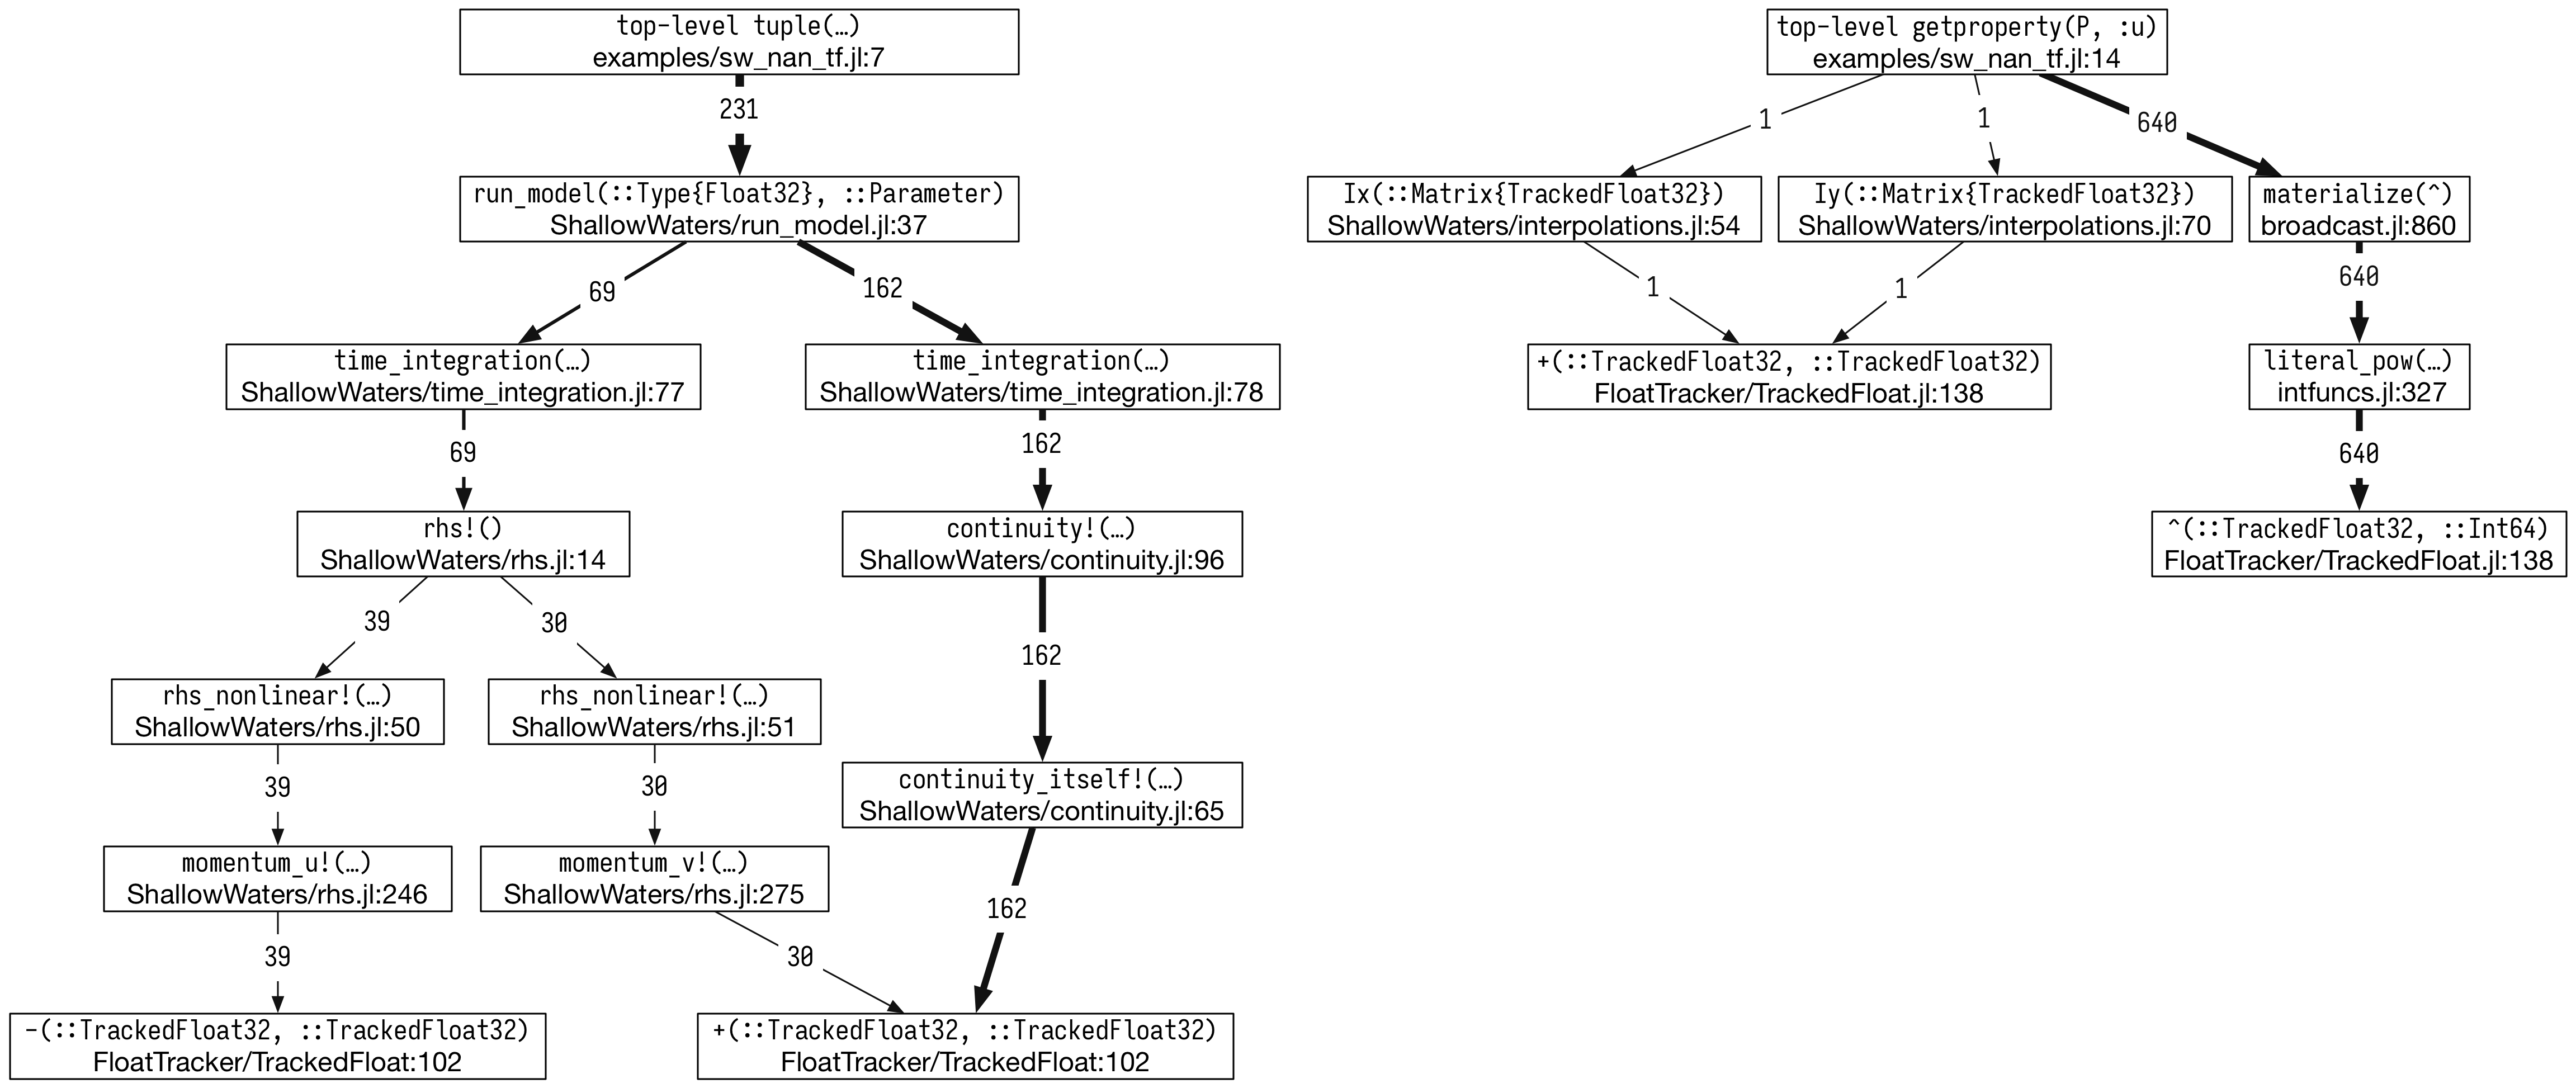 top-level tuple(…)
examples/sw_nan_tf.jl:7
231
run_model(::Type{Float32}, ::Parameter)
ShallowWaters/run_model.jl:37
69
162
time_integration(…)
ShallowWaters/time_integration.jl:77
time_integration(…)
ShallowWaters/time_integration.jl:78
69
162
rhs!()
ShallowWaters/rhs.jl:14
continuity!(…)
ShallowWaters/continuity.jl:96
39
30
162
rhs_nonlinear!(…)
ShallowWaters/rhs.jl:50
rhs_nonlinear!(…)
ShallowWaters/rhs.jl:51
39
30
continuity_itself!(…)
ShallowWaters/continuity.jl:65
momentum_u!(…)
ShallowWaters/rhs.jl:246
momentum_v!(…)
ShallowWaters/rhs.jl:275
162
39
30
-(::TrackedFloat32, ::TrackedFloat32)
FloatTracker/TrackedFloat:102
+(::TrackedFloat32, ::TrackedFloat32)
FloatTracker/TrackedFloat:102
top-level getproperty(P, :u)
examples/sw_nan_tf.jl:14
1
1
640
Ix(::Matrix{TrackedFloat32})
ShallowWaters/interpolations.jl:54
Iy(::Matrix{TrackedFloat32})
ShallowWaters/interpolations.jl:70
materialize(^)
broadcast.jl:860
1
1
640
+(::TrackedFloat32, ::TrackedFloat32)
FloatTracker/TrackedFloat.jl:138
literal_pow(…)
intfuncs.jl:327
640
^(::TrackedFloat32, ::Int64)
FloatTracker/TrackedFloat.jl:138